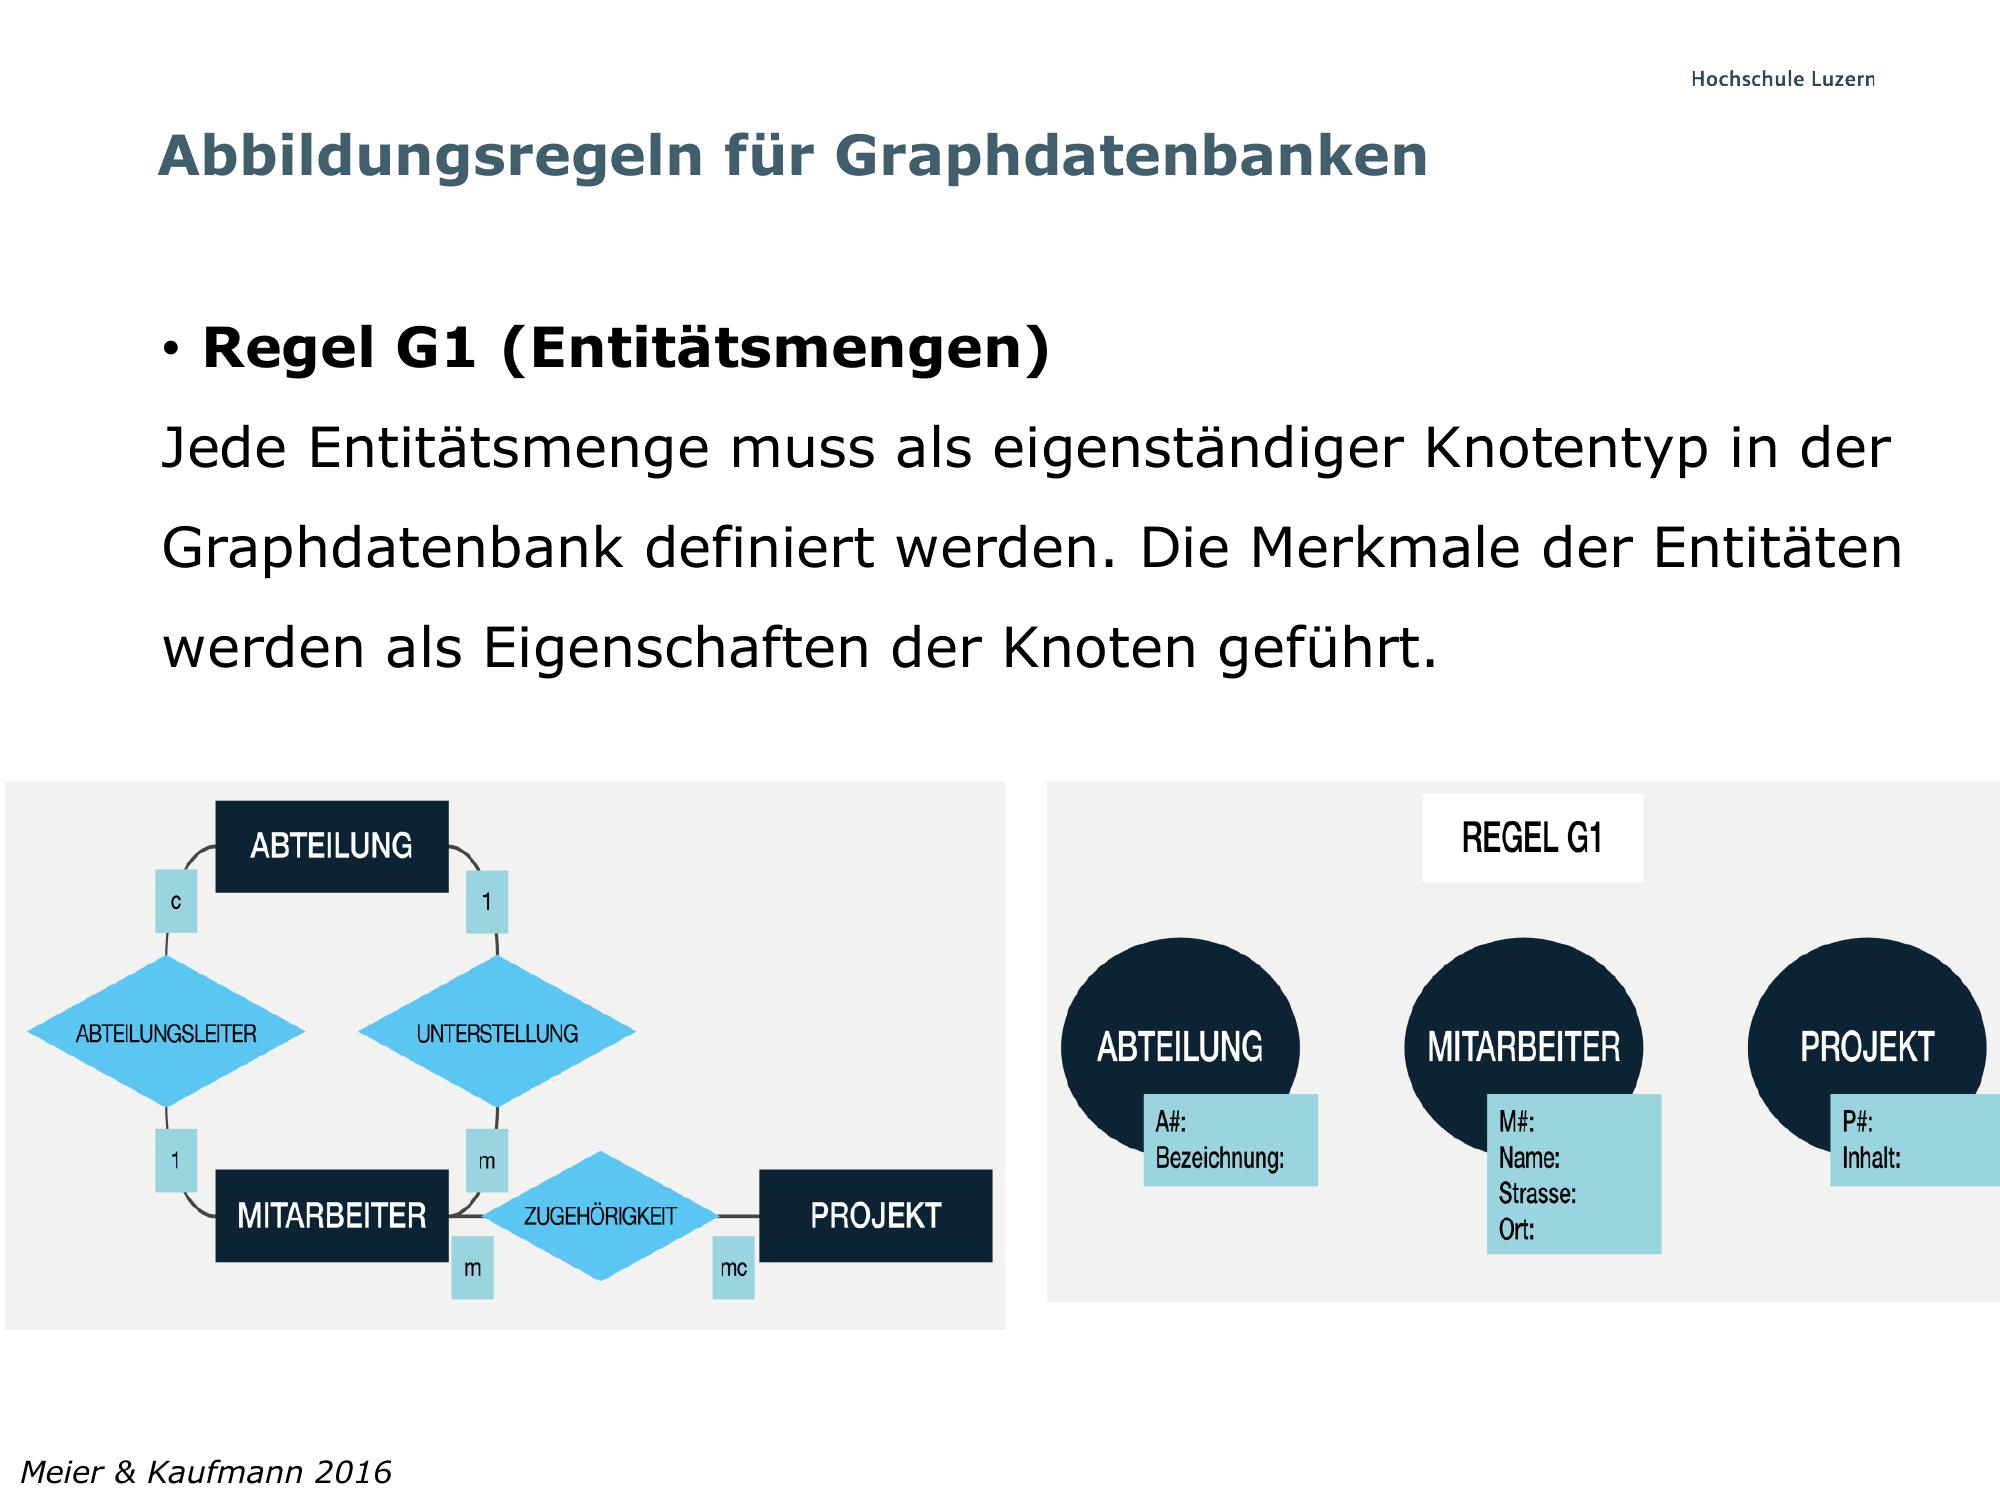 Hochschule Luzern
Abbildungsregeln für Graphdatenbanken
• Regel G1 (Entitätsmengen)
Jede Entitätsmenge muss als eigenständiger Knotentyp in der
Graphdatenbank definiert werden. Die Merkmale der Entitäten
werden als Eigenschaften der Knoten geführt.
ABTEILUNG
c
1
ABTEILUNGSLEITER
UNTERSTELLUNG
1
m
MITARBEITER
ZUGEHÖRIGKEIT
PROJEKT
m
mc
REGEL G1
ABTEILUNG
A#:
Bezeichnung:
MITARBEITER
M#:
Name:
Strasse:
Ort:
PROJEKT
P#:
Inhalt:
Meier & Kaufmann 2016